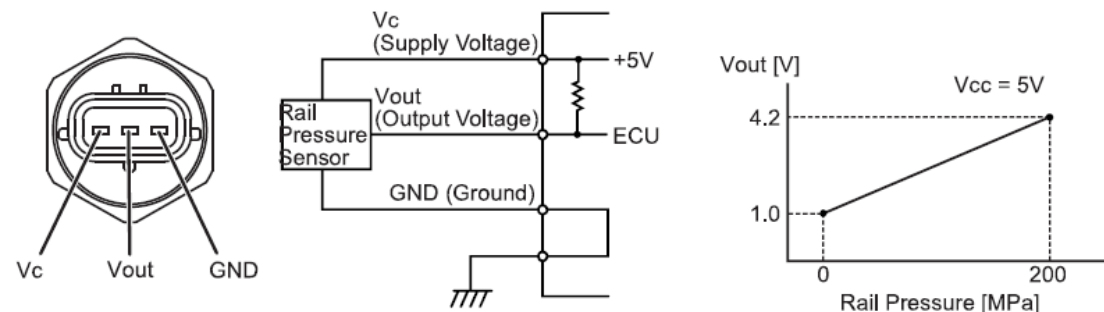 Vc
Vout
GND
Vc
(Supply Voltage)
+5V
Rail
Pressure
Sensor
Vout
(Output Voltage)
ECU
GND (Ground)
Vout [V]
Vcc = 5V
4.2
1.0
0
200
Rail Pressure [MPa]